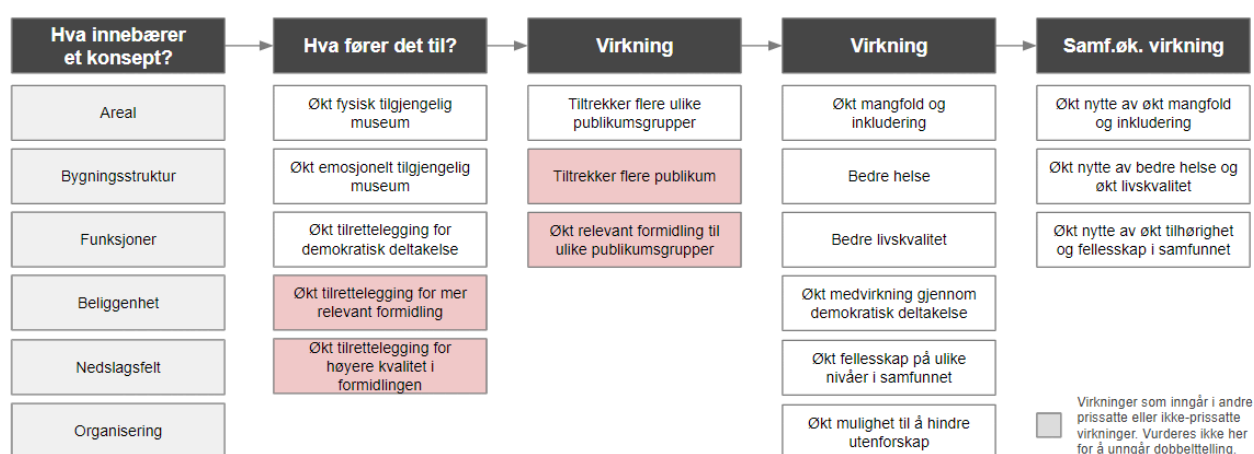 Hva innebærer
et konsept?
Hva fører det til?
Virkning
Virkning
Samf.øk. virkning
Areal
Bygningsstruktur
Funksjoner
Beliggenhet
Nedslagsfelt
Organisering
Økt fysisk tilgjengelig
museum
Økt emosjonelt tilgjengelig
museum
Økt tilrettelegging for
demokratisk deltakelse
Økt tilrettelegging for mer
relevant formidling
Økt tilrettelegging for
høyere kvalitet i
formidlingen
Tiltrekker flere ulike
publikumsgrupper
Tiltrekker flere publikum
Økt relevant formidling til
ulike publikumsgrupper
Økt mangfold og
inkludering
Bedre helse
Bedre livskvalitet
Økt medvirkning gjennom
demokratisk deltakelse
Økt fellesskap på ulike
nivåer i samfunnet
Økt mulighet til å hindre
utenforskap
Økt nytte av økt mangfold
og inkludering
Økt nytte av bedre helse og
økt livskvalitet
Øk nytte av økt tilhørighet
og fellesskap i samfunnet
Virkninger som inngår i andre
prissatte eller ikke-prissatte
virkninger. Vurderes ikke her
for å unngår dobbelttelling.